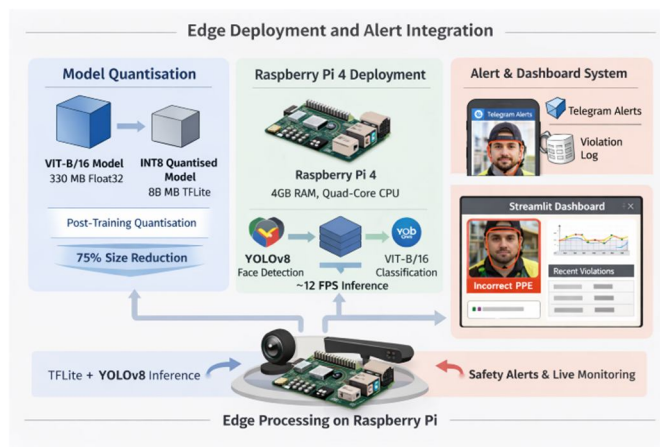 Edge Deployment and Alert Integration
Model Quantisation
VIT-B/16 Model
330 MB Float32
INT8 Quantised
Model
88 MB TFLite
Post-Training Quantisation
75% Size Reduction
Raspberry Pi 4 Deployment
Raspberry Pi 4
4GB RAM, Quad-Core CPU
YOLOv8
Face Detection
yob
VIT-B/16
Classification
~12 FPS Inference
Alert & Dashboard System
Telegram Alerts
Telegram Alerts
Violation
Log
Streamlit Dashboard
Incorrect PPE
Recent Violations
TFLite + YOLOv8 Inference
Safety Alerts & Live Monitoring
Edge Processing on Raspberry Pi